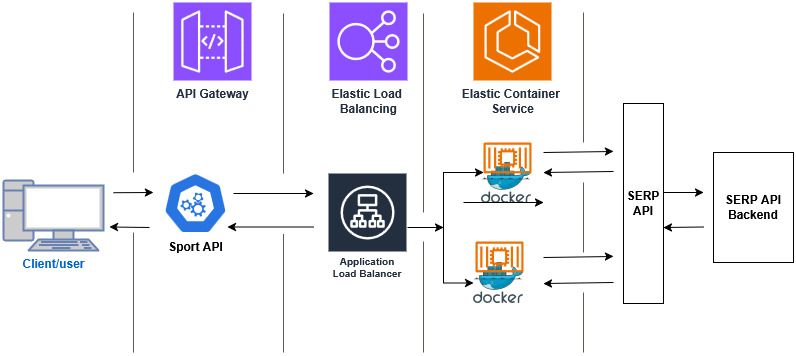 API Gateway
Elastic Load
Balancing
Elastic Container
Service
</>
Client/user
Sport API
Application
Load Balancer
docker
docker
SERP
API
SERP API
Backend